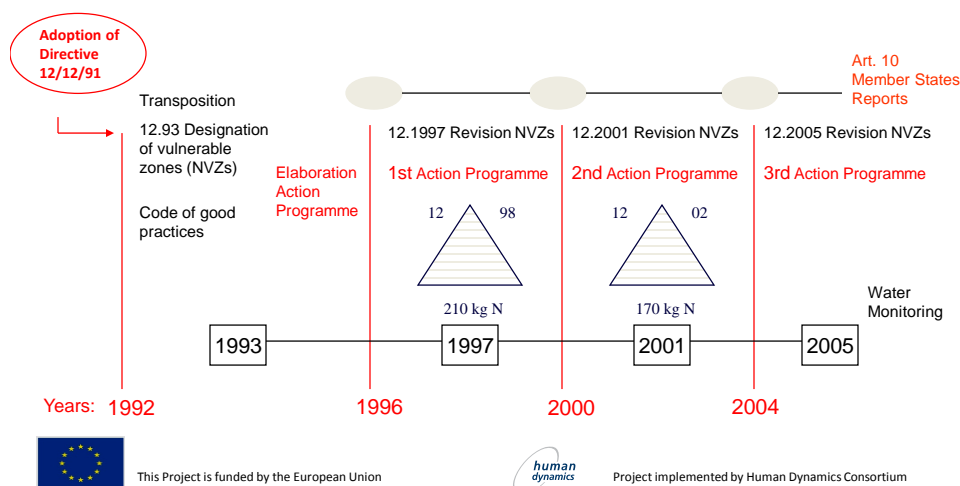 Adoption of
Directive
12/12/91
Art. 10
Member States
Reports
Transposition
12.93 Designation
of vulnerable
zones (NVZs)
Code of good
practices
Elaboration
Action
Programme
12.1997 Revision NVZs
12.2001 Revision NVZs
12.2005 Revision NVZs
1st Action Programme
2nd Action Programme
3rd Action Programme
12 98
12 02
210 kg N
170 kg N
Water
Monitoring
1993
1997
2001
2005
Years: 1992
1996
2000
2004
This Project is funded by the European Union
human
dynamics
Project implemented by Human Dynamics Consortium